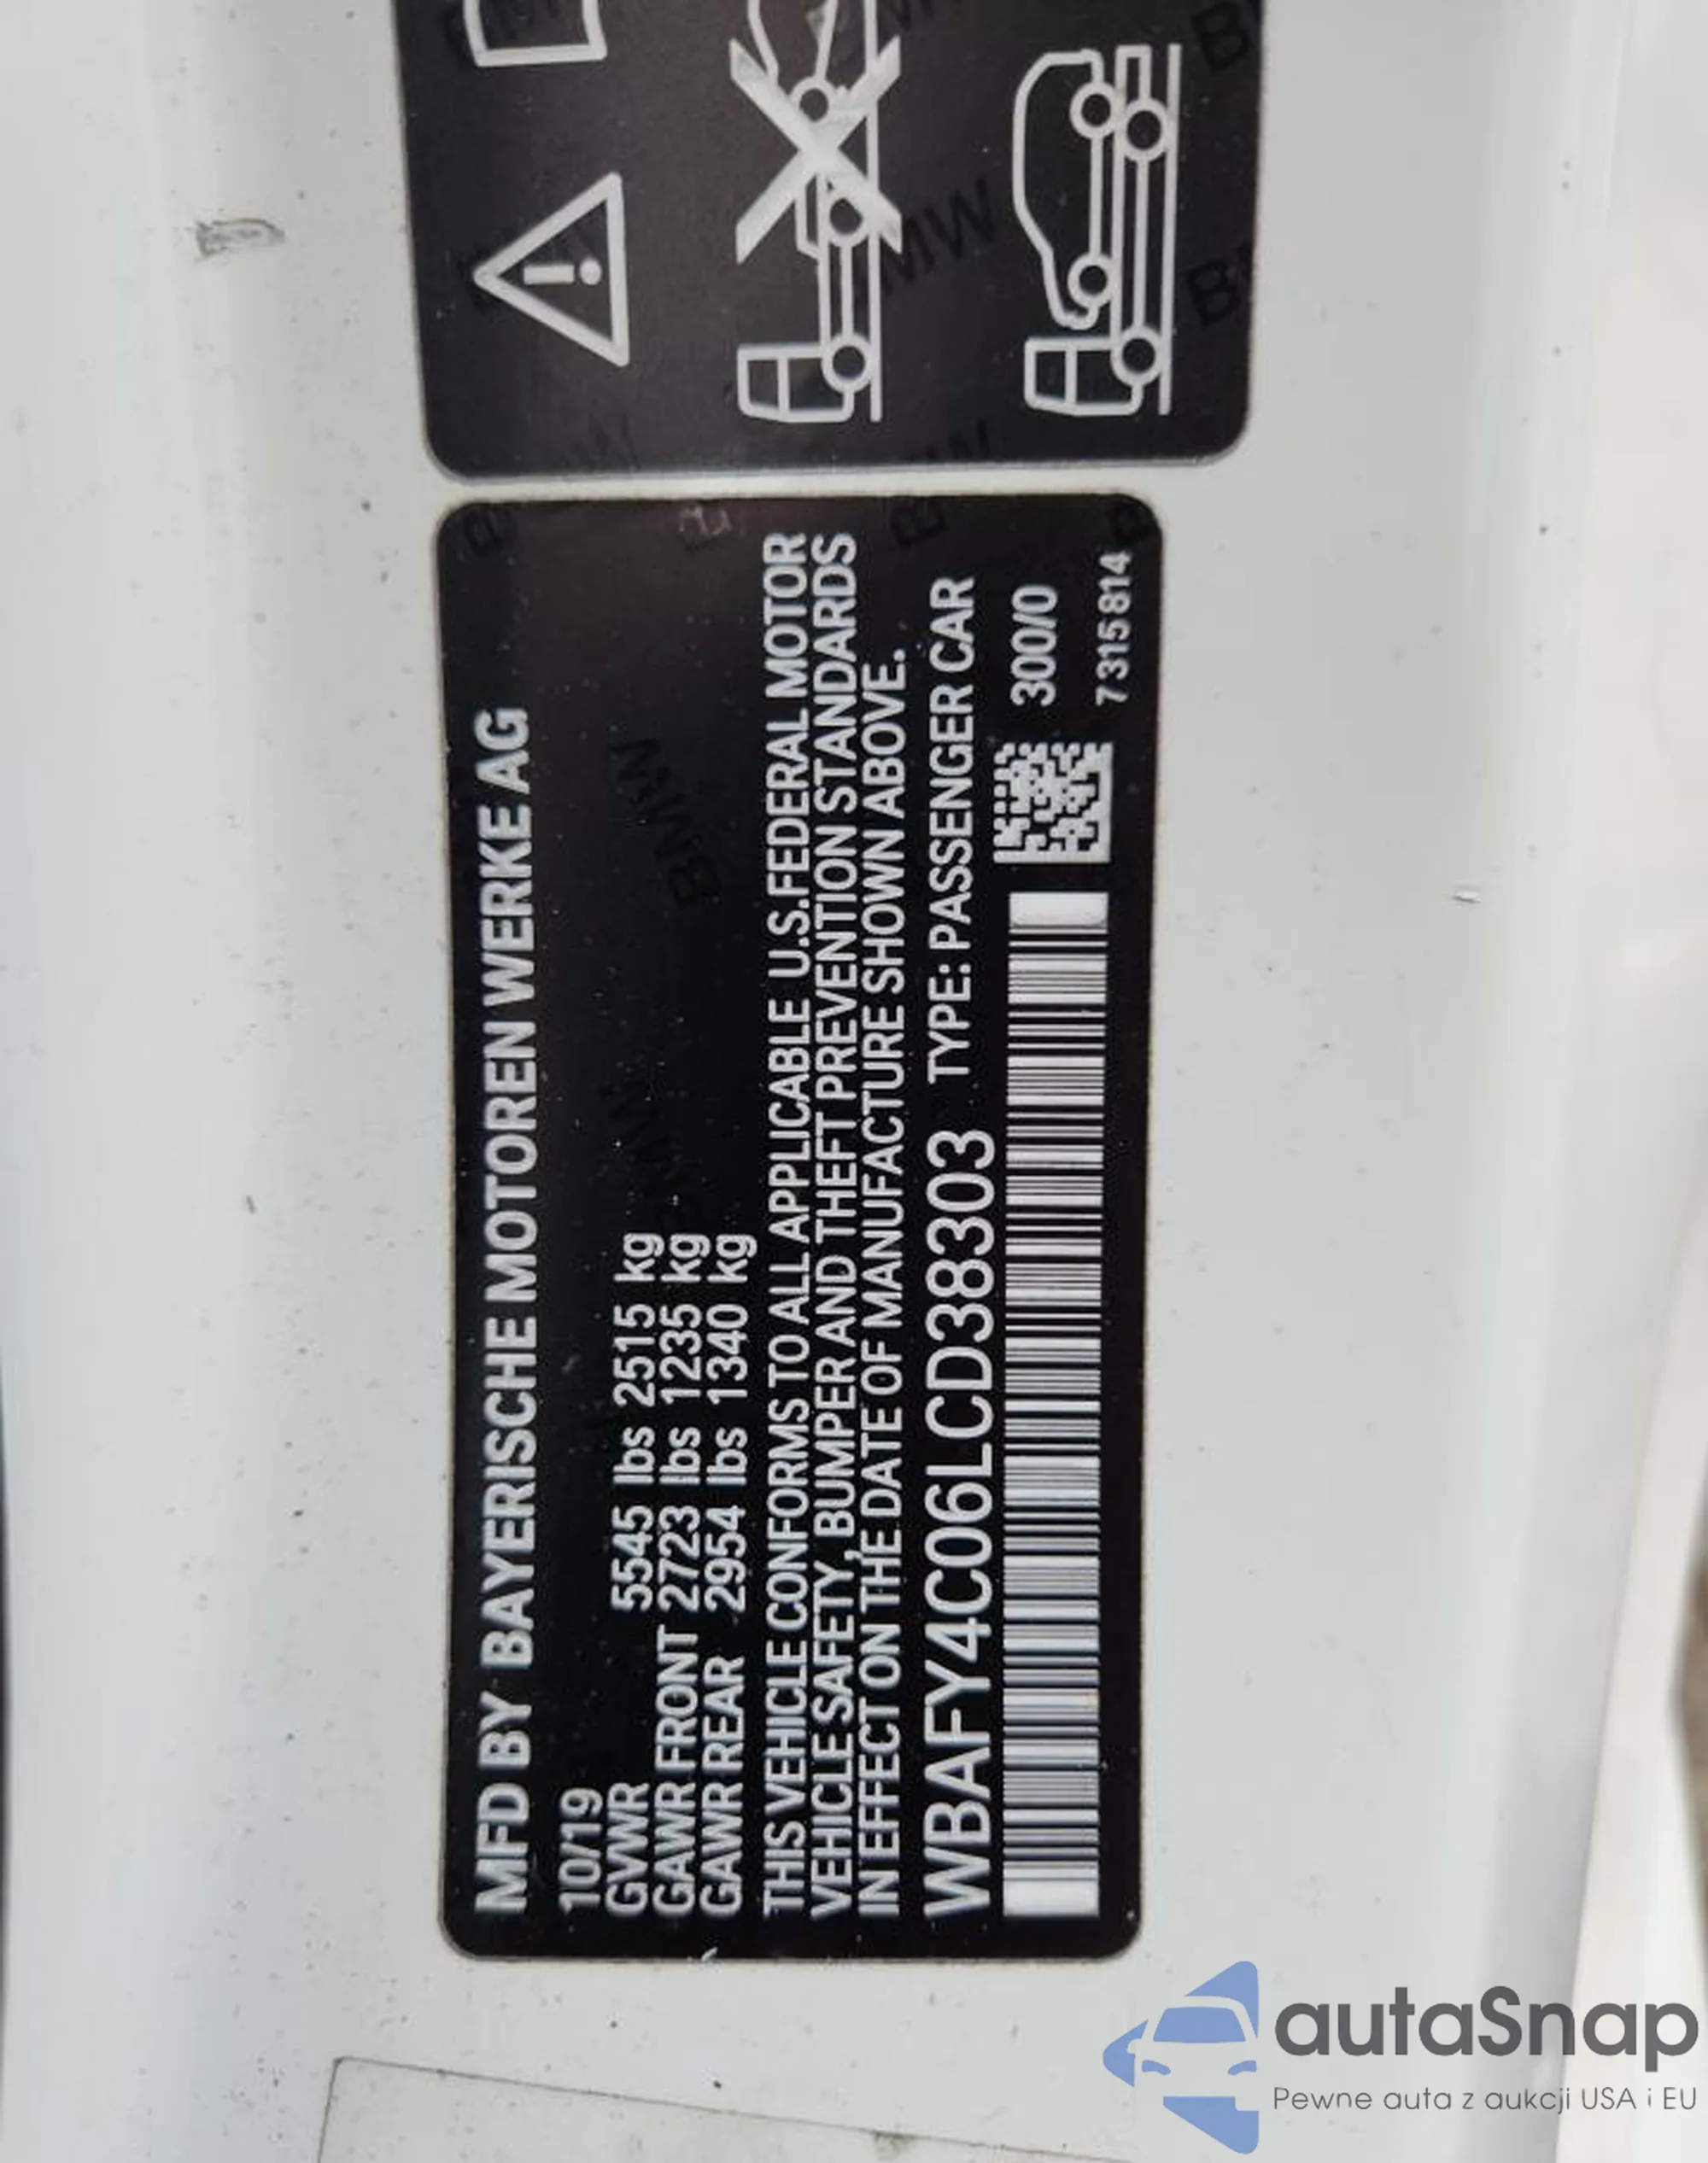 MFD BY BAYERISCHE MOTOREN WERKE AG
10/19
GVWR 5545 lbs 2515 kg
GAWR FRONT 2723 lbs 1235 kg
GAWR REAR 2954 lbs 1340 kg
THIS VEHICLE CONFORMS TO ALL APPLICABLE U.S.FEDERAL MOTOR
VEHICLE SAFETY, BUMPER AND THEFT PREVENTION STANDARDS
IN EFFECT ON THE DATE OF MANUFACTURE SHOWN ABOVE.
WBAFY4C06LCD38303 TYPE: PASSENGER CAR
300/0
7315814
autaSnap
Pewne auta z aukcji USA i EU